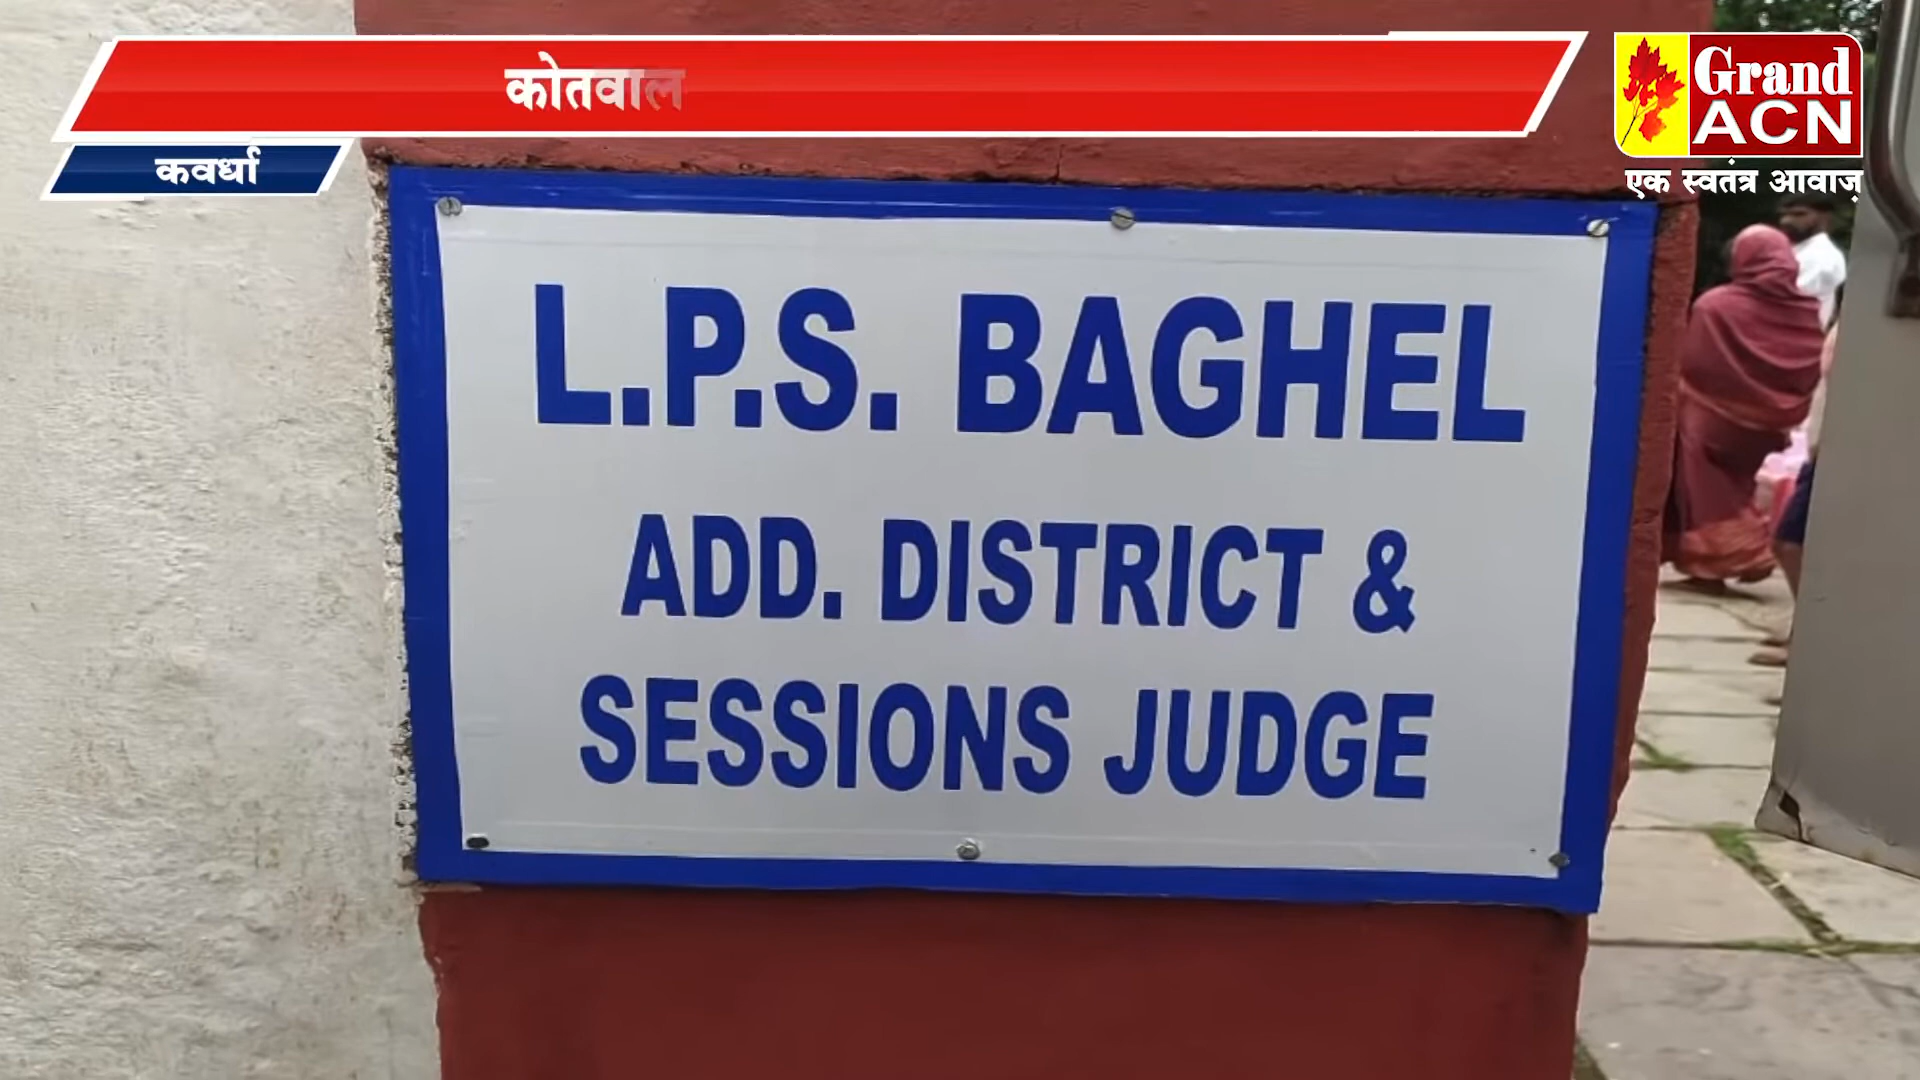 कोतवाल
कवर्धा
Grand
ACN
एक स्वतंत्र आवाज़
L.P.S. BAGHEL
ADD. DISTRICT &
SESSIONS JUDGE